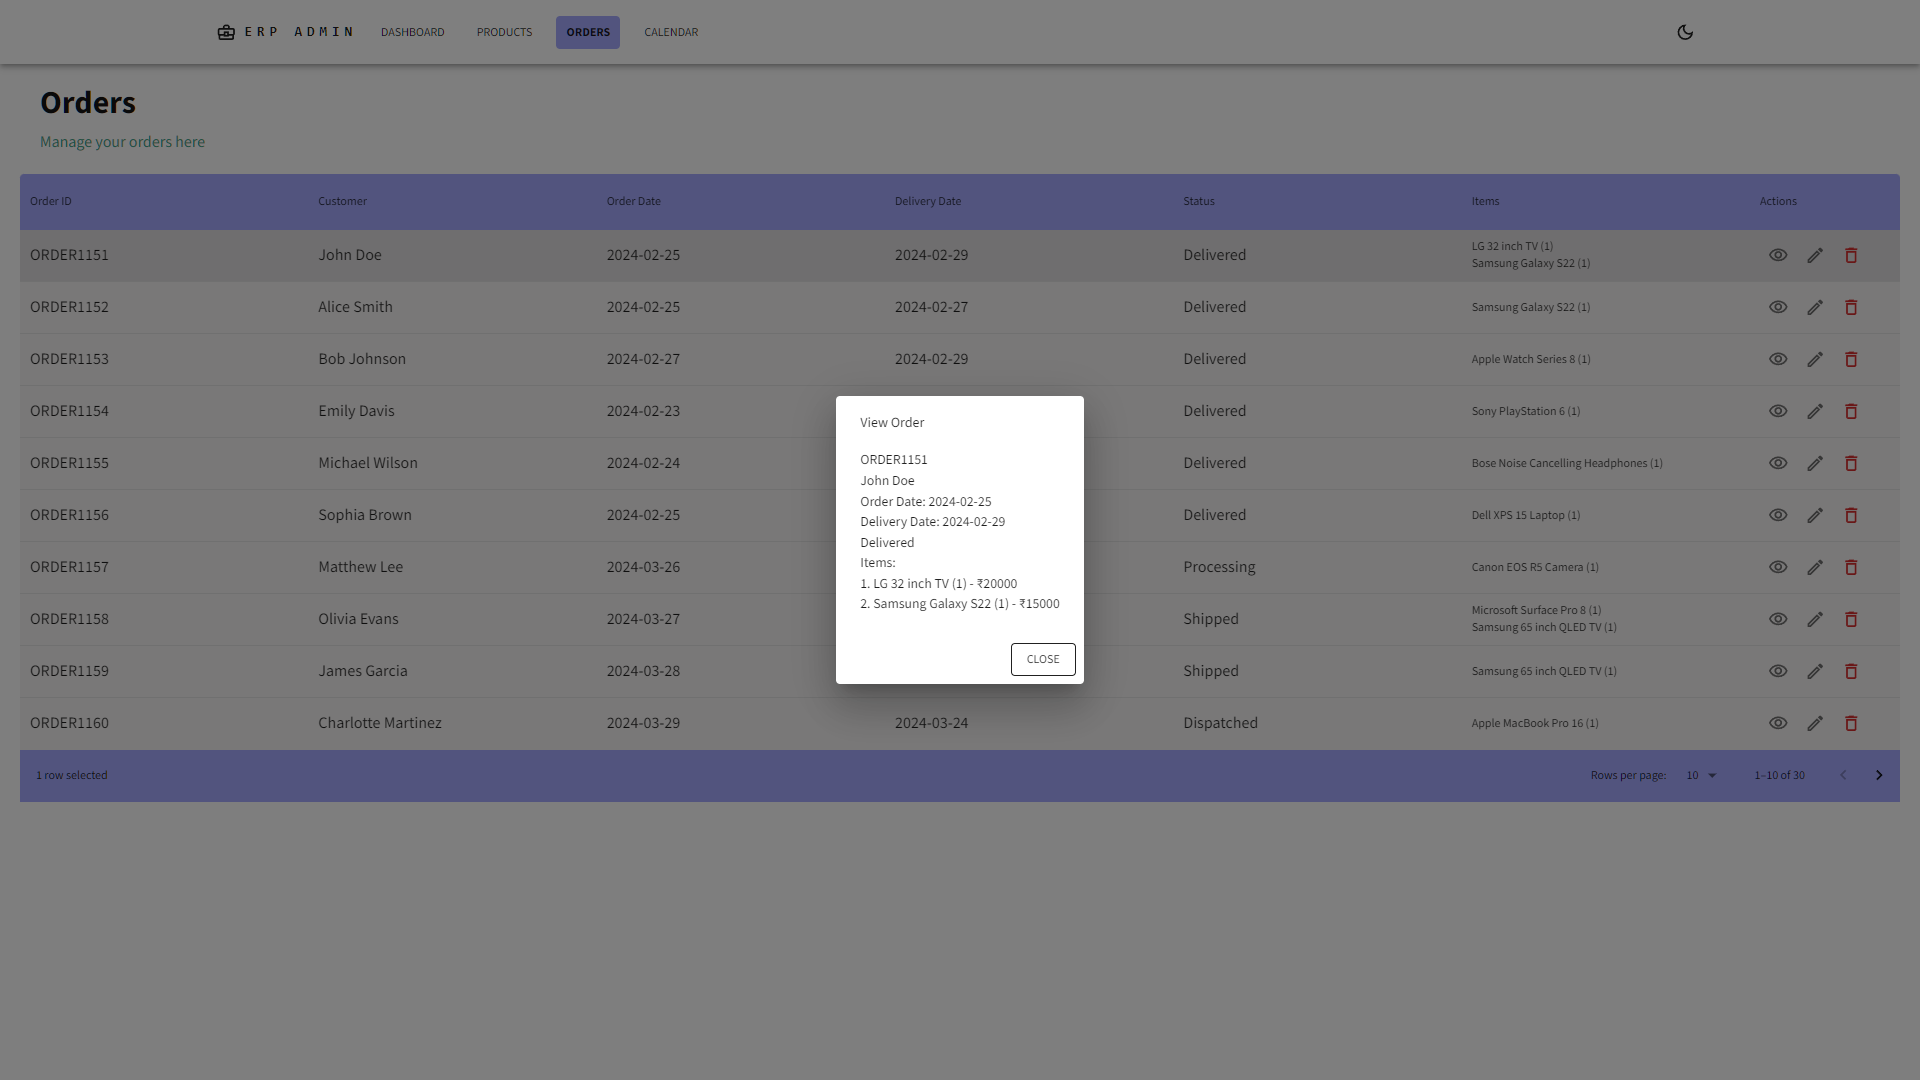 ERP ADMIN DASHBOARD PRODUCTS ORDERS CALENDAR
Orders
Manage your orders here
Order ID Customer Order Date Delivery Date Status Items Actions
ORDER1151 John Doe 2024-02-25 2024-02-29 Delivered LG 32 inch TV (1)
Samsung Galaxy S22 (1)
ORDER1152 Alice Smith 2024-02-25 2024-02-27 Delivered Samsung Galaxy S22 (1)
ORDER1153 Bob Johnson 2024-02-27 2024-02-29 Delivered Apple Watch Series 8 (1)
ORDER1154 Emily Davis 2024-02-23 Delivered Sony PlayStation 6 (1)
ORDER1155 Michael Wilson 2024-02-24 Delivered Bose Noise Cancelling Headphones (1)
ORDER1156 Sophia Brown 2024-02-25 Delivered Dell XPS 15 Laptop (1)
ORDER1157 Matthew Lee 2024-03-26 Processing Canon EOS R5 Camera (1)
ORDER1158 Olivia Evans 2024-03-27 Shipped Microsoft Surface Pro 8 (1)
Samsung 65 inch QLED TV (1)
ORDER1159 James Garcia 2024-03-28 Shipped Samsung 65 inch QLED TV (1)
ORDER1160 Charlotte Martinez 2024-03-29 2024-03-24 Dispatched Apple MacBook Pro 16 (1)
1 row selected Rows per page: 10 1–10 of 30
View Order
ORDER1151
John Doe
Order Date: 2024-02-25
Delivery Date: 2024-02-29
Delivered
Items:
1. LG 32 inch TV (1) - ₹20000
2. Samsung Galaxy S22 (1) - ₹15000
CLOSE